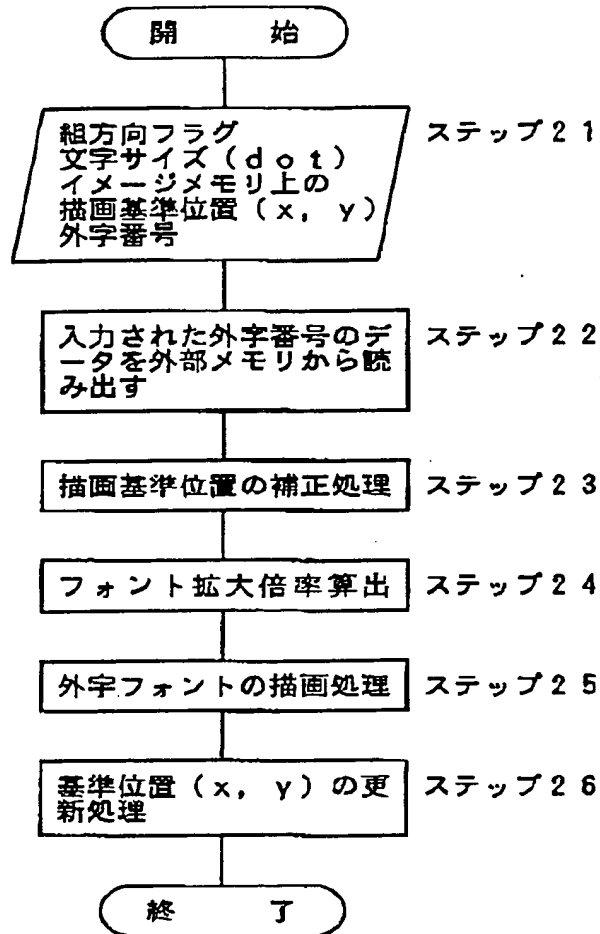 開　始
組方向フラグ
文字サイズ（ｄｏｔ）
イメージメモリ上の
描画基準位置（ｘ，ｙ）
外字番号
ステップ２１
入力された外字番号のデ
ータを外部メモリから読
み出す
ステップ２２
描画基準位置の補正処理
ステップ２３
フォント拡大倍率算出
ステップ２４
外字フォントの描画処理
ステップ２５
基準位置（ｘ，ｙ）の更
新処理
ステップ２６
終　了